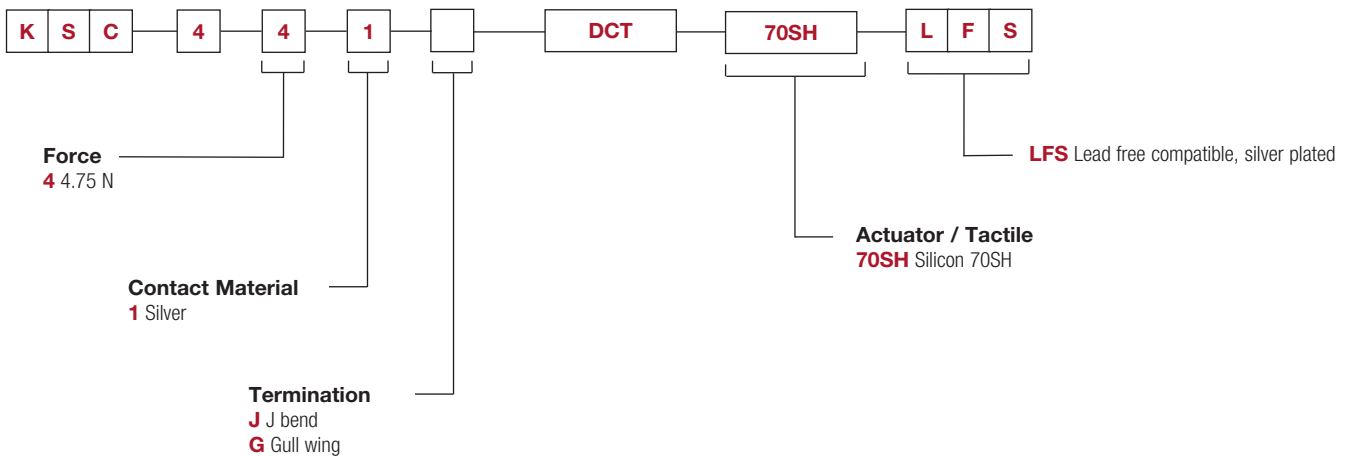 K S C 4 4 1 DCT 70SH L F S
Force
4 4.75 N
LFS Lead free compatible, silver plated
Actuator / Tactile
70SH Silicon 70SH
Contact Material
1 Silver
Termination
J J bend
G Gull wing